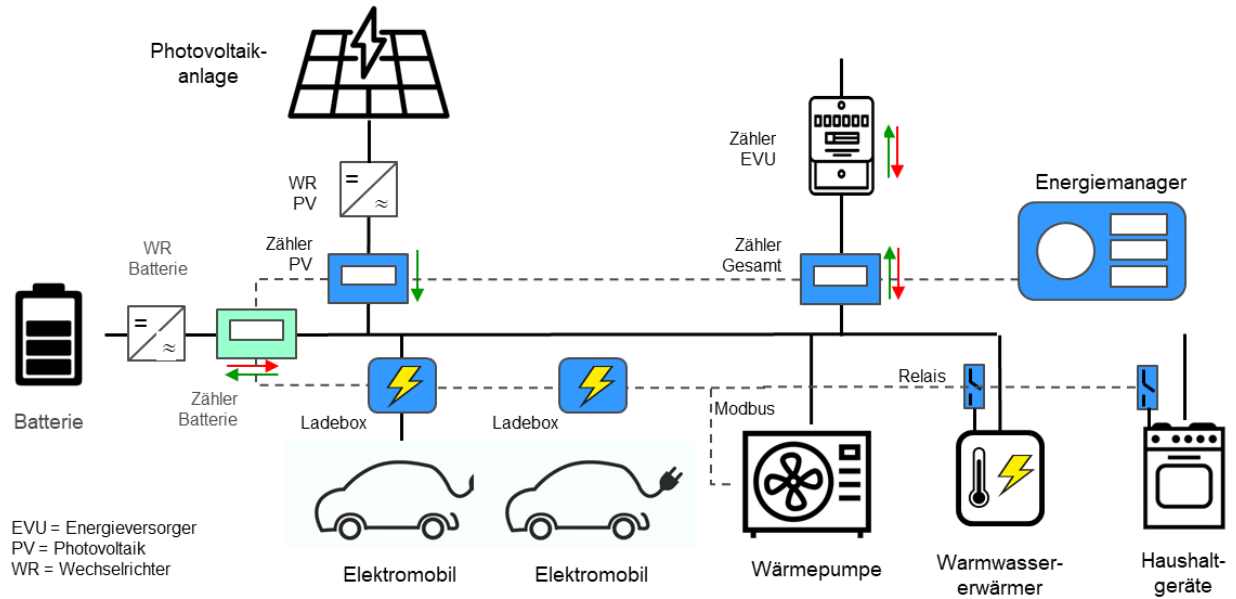 Photovoltaik-
anlage
Zähler
EVU
WR
PV
Energiemanager
Zähler
PV
Zähler
Gesamt
WR
Batterie
Batterie
Zähler
Batterie
Ladebox
Ladebox
Modbus
Relais
EVU = Energieversorger
PV = Photovoltaik
WR = Wechselrichter
Elektromobil
Elektromobil
Wärmepumpe
Warmwasser-
erwärmer
Haushalt-
geräte